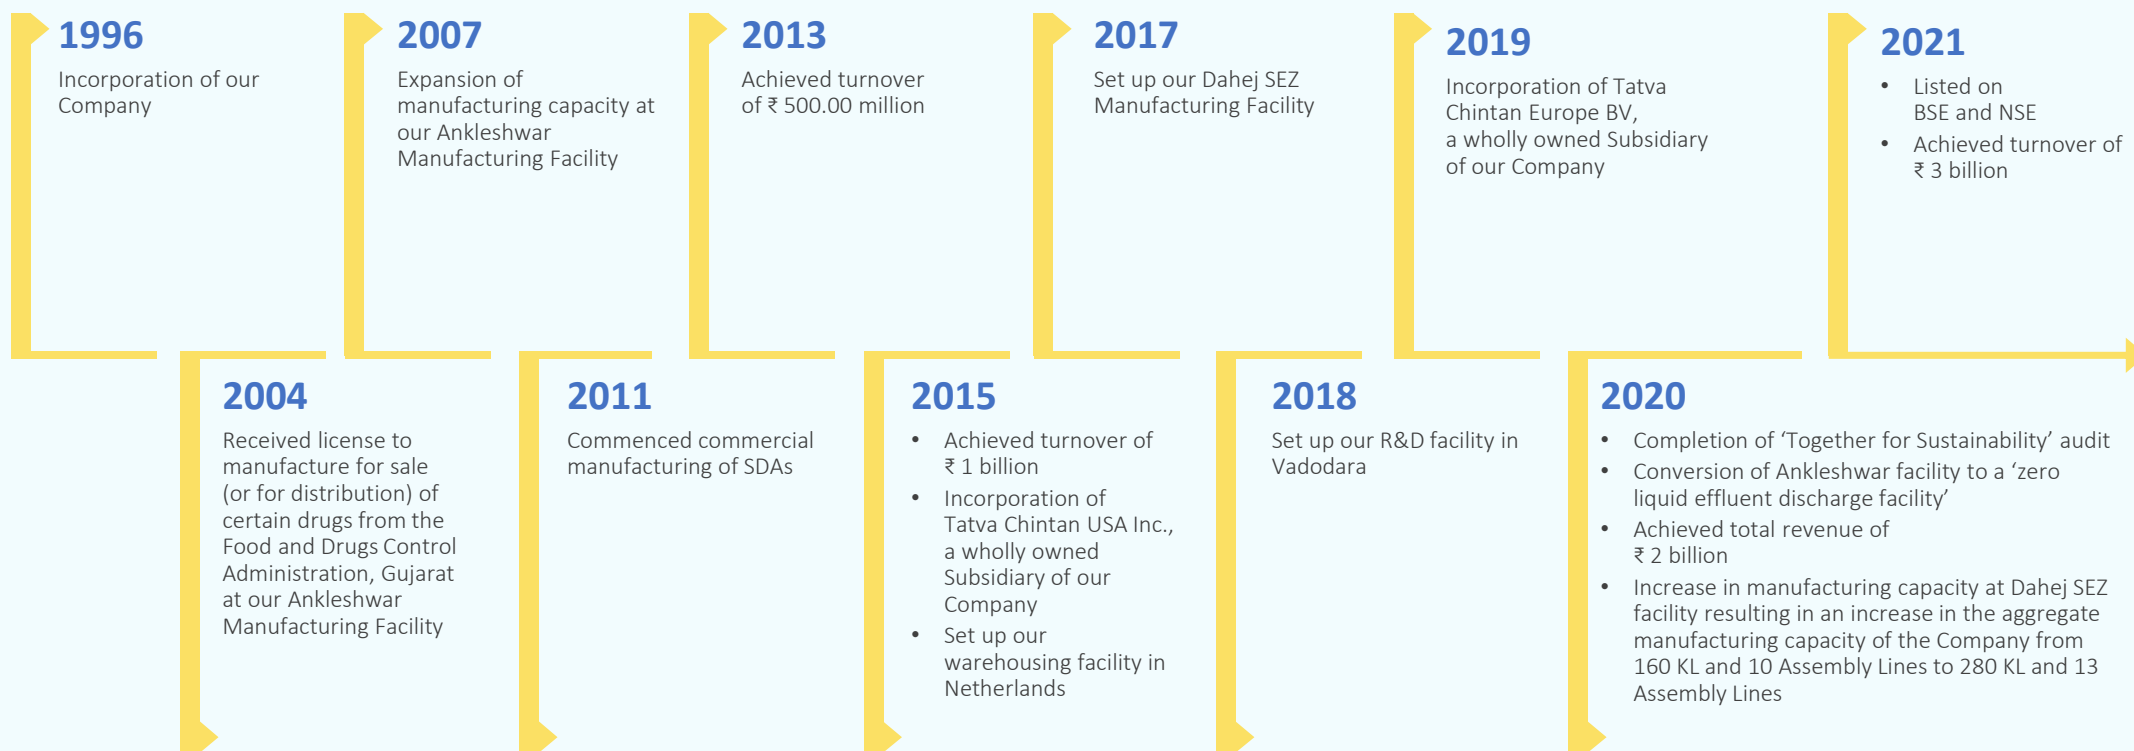 1996
Incorporation of our
Company
2004
Received license to
manufacture for sale
(or for distribution) of
certain drugs from the
Food and Drugs Control
Administration, Gujarat
at our Ankleshwar
Manufacturing Facility
2007
Expansion of
manufacturing capacity at
our Ankleshwar
Manufacturing Facility
2011
Commenced commercial
manufacturing of SDAs
2013
Achieved turnover
of ₹ 500.00 million
2015
• Achieved turnover of
₹ 1 billion
• Incorporation of
Tatva Chintan USA Inc.,
a wholly owned
Subsidiary of our
Company
• Set up our
warehousing facility in
Netherlands
2017
Set up our Dahej SEZ
Manufacturing Facility
2018
Set up our R&D facility in
Vadodara
2019
Incorporation of Tatva
Chintan Europe BV,
a wholly owned Subsidiary
of our Company
2020
• Completion of ‘Together for Sustainability’ audit
• Conversion of Ankleshwar facility to a ‘zero
liquid effluent discharge facility’
• Achieved total revenue of
₹ 2 billion
• Increase in manufacturing capacity at Dahej SEZ
facility resulting in an increase in the aggregate
manufacturing capacity of the Company from
160 KL and 10 Assembly Lines to 280 KL and 13
Assembly Lines
2021
• Listed on
BSE and NSE
• Achieved turnover of
₹ 3 billion